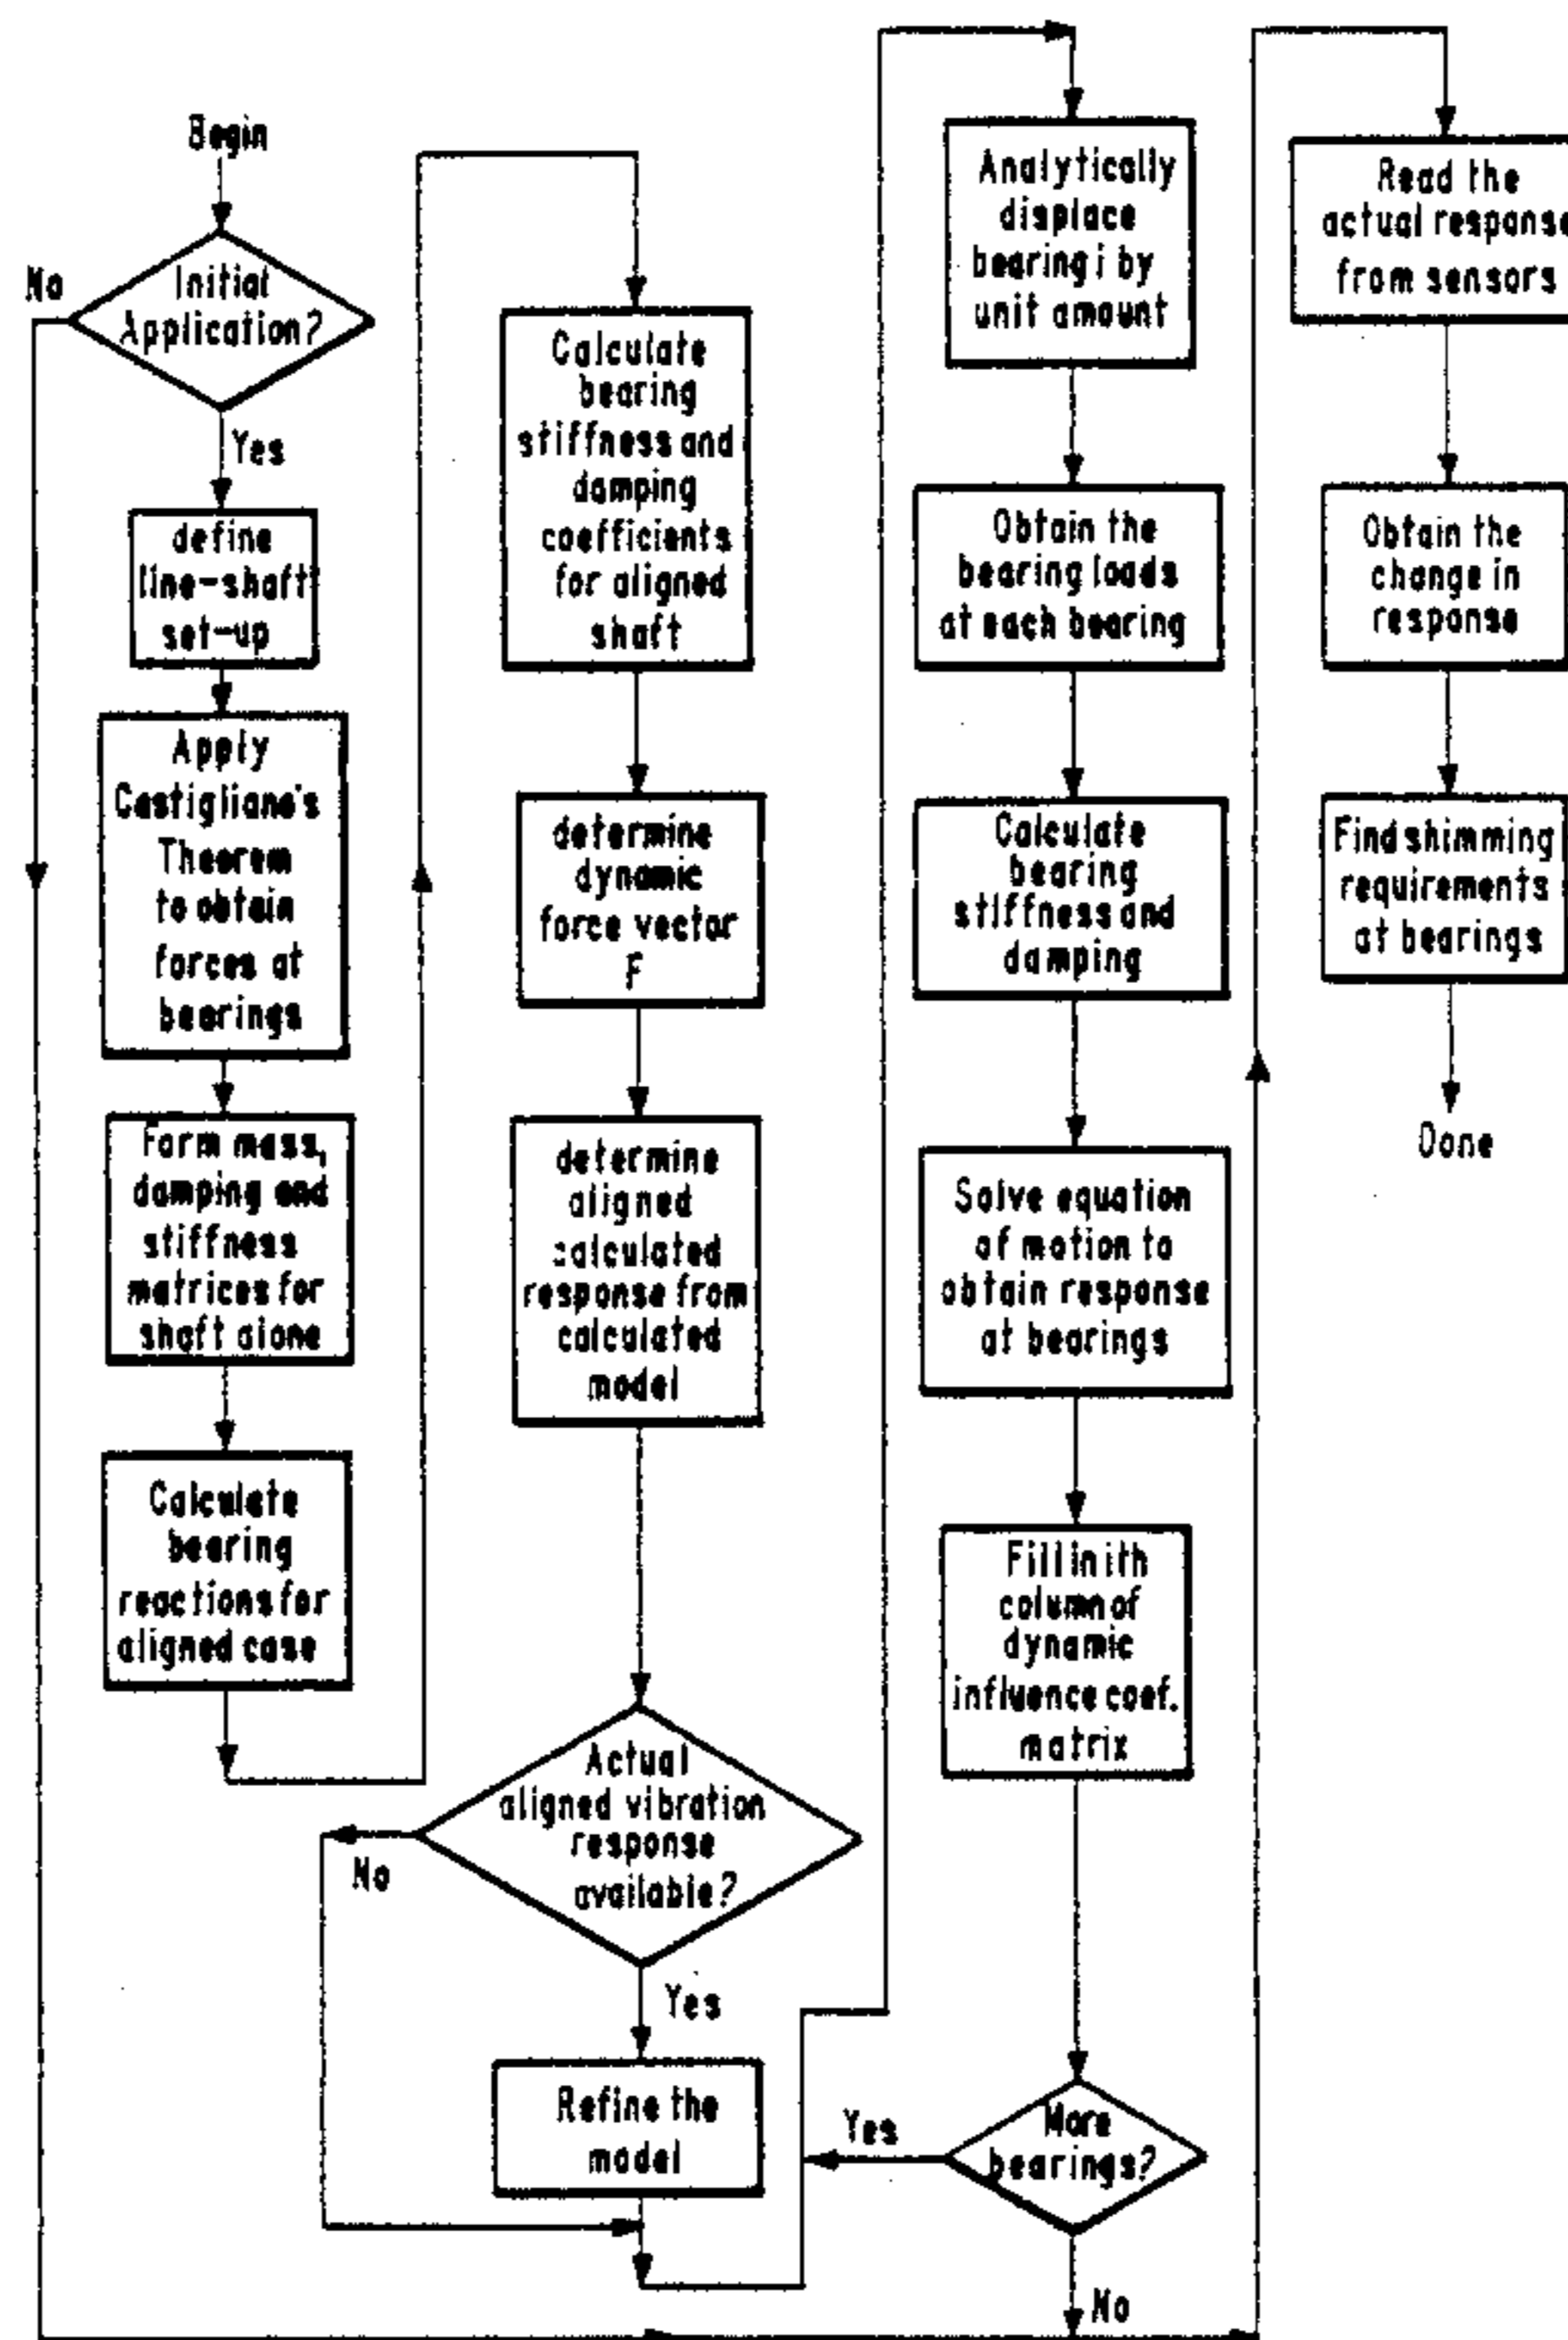 Begin
No
Initial
Application?
Yes
define
line-shaft
set-up
Apply
Castigliano's
Theorem
to obtain
forces at
bearings
Form mass,
damping and
stiffness
matrices for
shaft alone
Calculate
bearing
reactions for
aligned case
Calculate
bearing
stiffness and
damping
coefficients
for aligned
shaft
determine
dynamic
force vector
F
determine
aligned
calculated
response from
calculated
model
Actual
aligned vibration
response
available?
No
Yes
Refine the
model
Analytically
displace
bearing i by
unit amount
Obtain the
bearing loads
at each bearing
Calculate
bearing
stiffness and
damping
Solve equation
of motion to
obtain response
at bearings
Fill in ith
column of
dynamic
influence coef.
matrix
More
bearings?
Yes
No
Read the
actual response
from sensors
Obtain the
change in
response
Find shimming
requirements
at bearings
Done